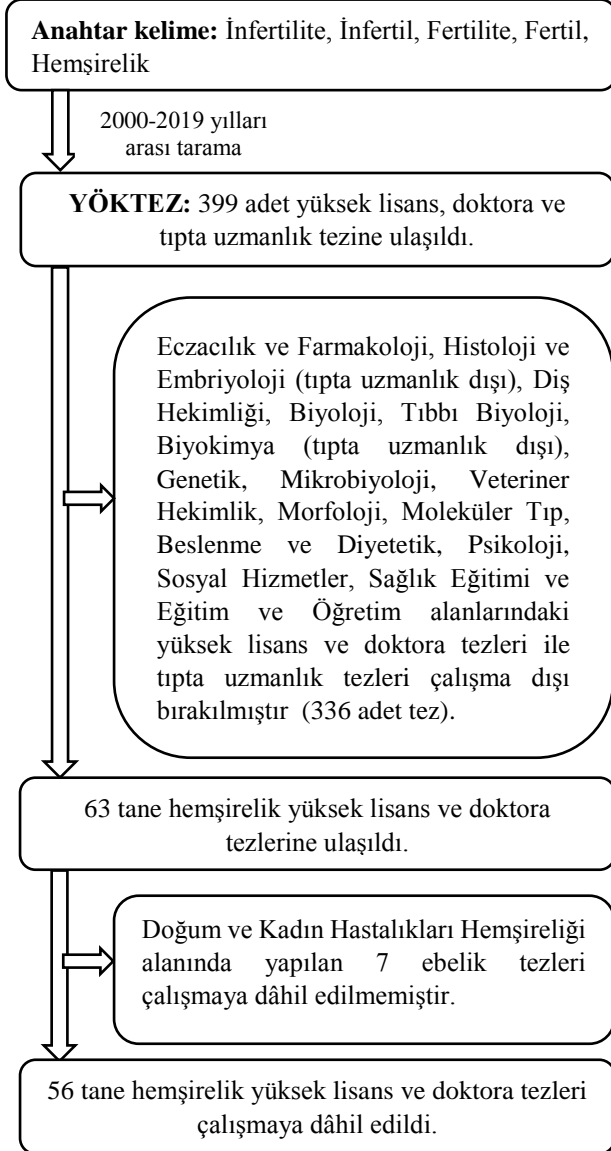 Anahtar kelime: İnfertilite, İnfertil, Fertilite, Fertil,
Hemşirelik
2000-2019 yılları
arası tarama
YÖKTEZ: 399 adet yüksek lisans, doktora ve
tıpta uzmanlık tezine ulaşıldı.
Eczacılık ve Farmakoloji, Histoloji ve
Embriyoloji (tıpta uzmanlık dışı), Diş
Hekimliği, Biyoloji, Tıbbı Biyoloji,
Biyokimya (tıpta uzmanlık dışı),
Genetik, Mikrobiyoloji, Veteriner
Hekimlik, Morfoloji, Moleküler Tıp,
Beslenme ve Diyetetik, Psikoloji,
Sosyal Hizmetler, Sağlık Eğitimi ve
Eğitim ve Öğretim alanlarındaki
yüksek lisans ve doktora tezleri ile
tıpta uzmanlık tezleri çalışma dışı
bırakılmıştır (336 adet tez).
63 tane hemşirelik yüksek lisans ve doktora
tezlerine ulaşıldı.
Doğum ve Kadın Hastalıkları Hemşireliği
alanında yapılan 7 ebelik tezleri
çalışmaya dâhil edilmemiştir.
56 tane hemşirelik yüksek lisans ve doktora tezleri
çalışmaya dâhil edildi.